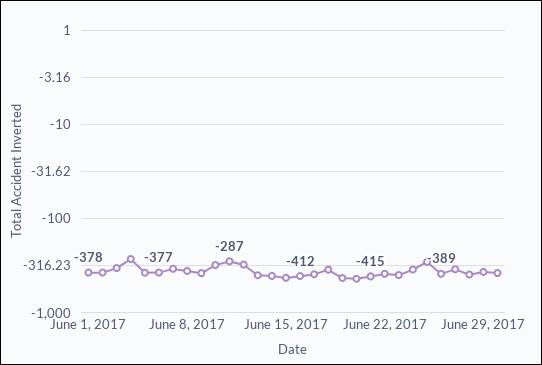 1
-3.16
-10
-31.62
-100
-316.23
-1,000
Total Accident Inverted
-378
-377
-287
-412
-415
-389
June 1, 2017
June 8, 2017
June 15, 2017
June 22, 2017
June 29, 2017
Date